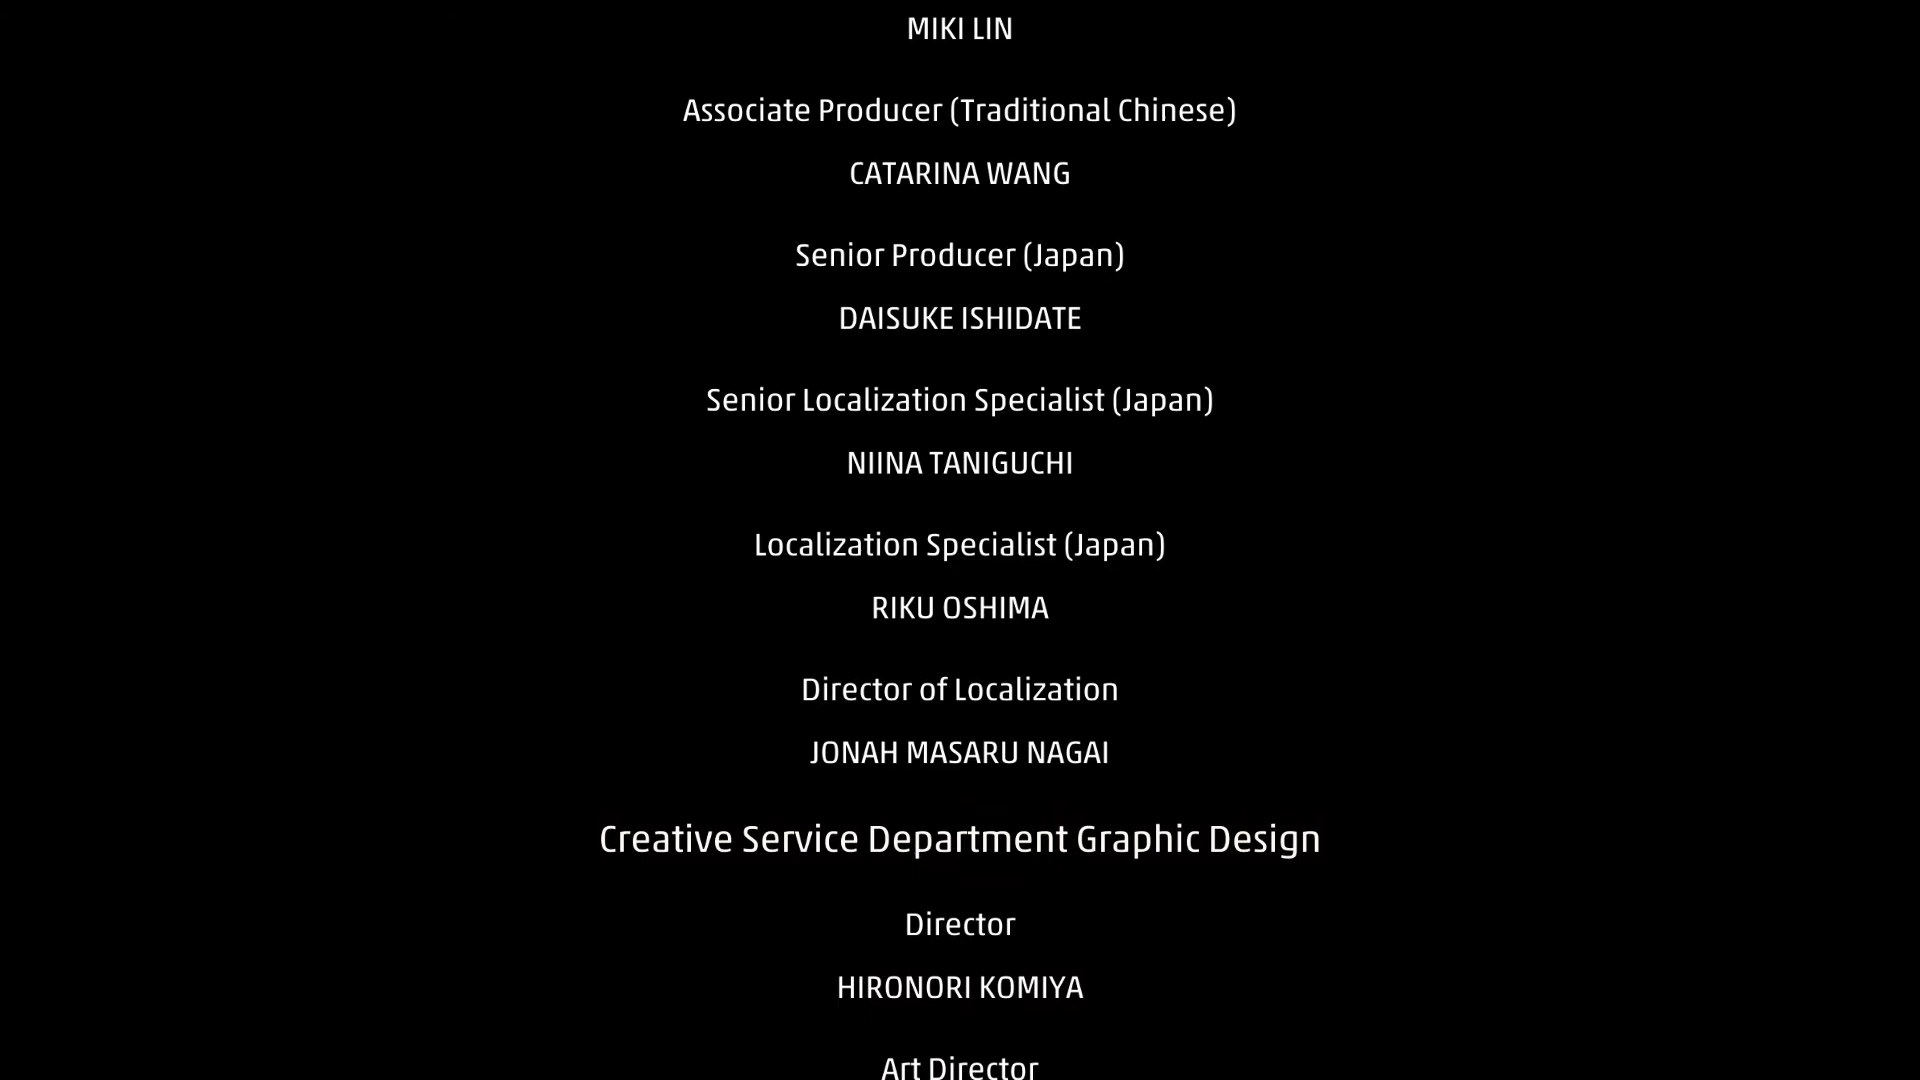 MIKI LIN
Associate Producer (Traditional Chinese)
CATARINA WANG
Senior Producer (Japan)
DAISUKE ISHIDATE
Senior Localization Specialist (Japan)
NIINA TANIGUCHI
Localization Specialist (Japan)
RIKU OSHIMA
Director of Localization
JONAH MASARU NAGAI
Creative Service Department Graphic Design
Director
HIRONORI KOMIYA
Art Director